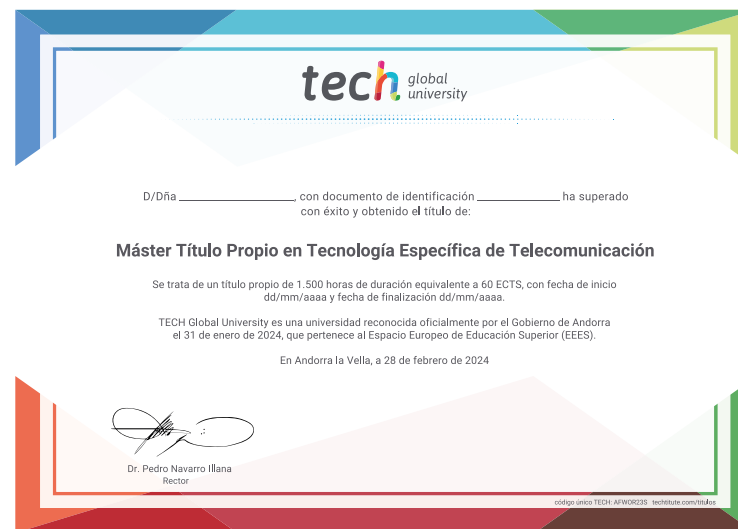 tech global university
D/Dña ______________________, con documento de identificación ________________ ha superado
con éxito y obtenido el título de:
Máster Título Propio en Tecnología Específica de Telecomunicación
Se trata de un título propio de 1.500 horas de duración equivalente a 60 ECTS, con fecha de inicio
dd/mm/aaaa y fecha de finalización dd/mm/aaaa.
TECH Global University es una universidad reconocida oficialmente por el Gobierno de Andorra
el 31 de enero de 2024, que pertenece al Espacio Europeo de Educación Superior (EEES).
En Andorra la Vella, a 28 de febrero de 2024
Dr. Pedro Navarro Illana
Rector
código único TECH: AFWOR23S techtitute.com/titulos